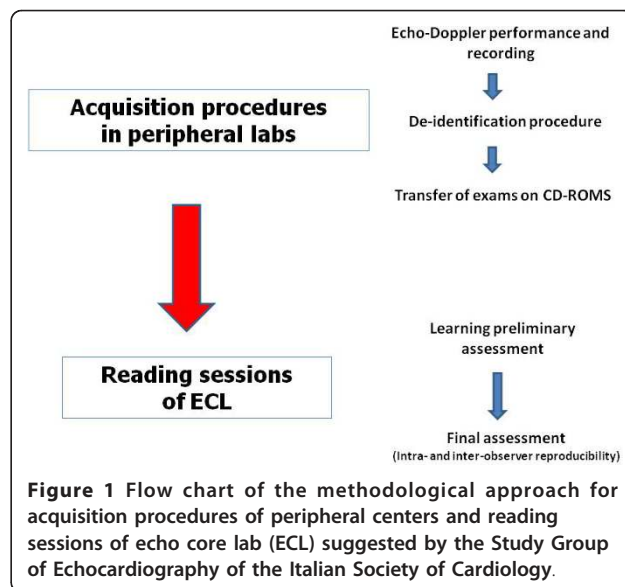 Echo-Doppler performance and
recording
Acquisition procedures
in peripheral labs
De-identification procedure
Transfer of exams on CD-ROMS
Reading sessions
of ECL
Learning preliminary
assessment
Final assessment
(Intra- and inter-observer reproducibility)
Figure 1 Flow chart of the methodological approach for
acquisition procedures of peripheral centers and reading
sessions of echo core lab (ECL) suggested by the Study Group
of Echocardiography of the Italian Society of Cardiology.